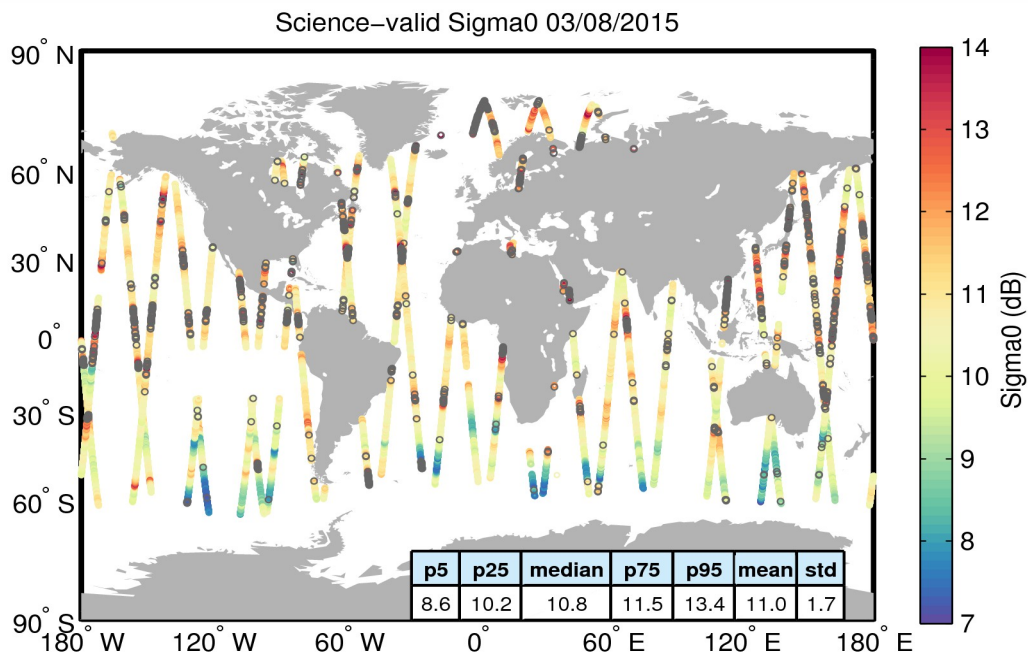 Science−valid Sigma0 03/08/2015
90° N
60° N
30° N
0°
30° S
60° S
90° S
180° W
120° W
60° W
0°
60° E
120° E
180° E
p5 p25 median p75 p95 mean std
8.6 10.2 10.8 11.5 13.4 11.0 1.7
14
13
12
11
10
9
8
7
Sigma0 (dB)